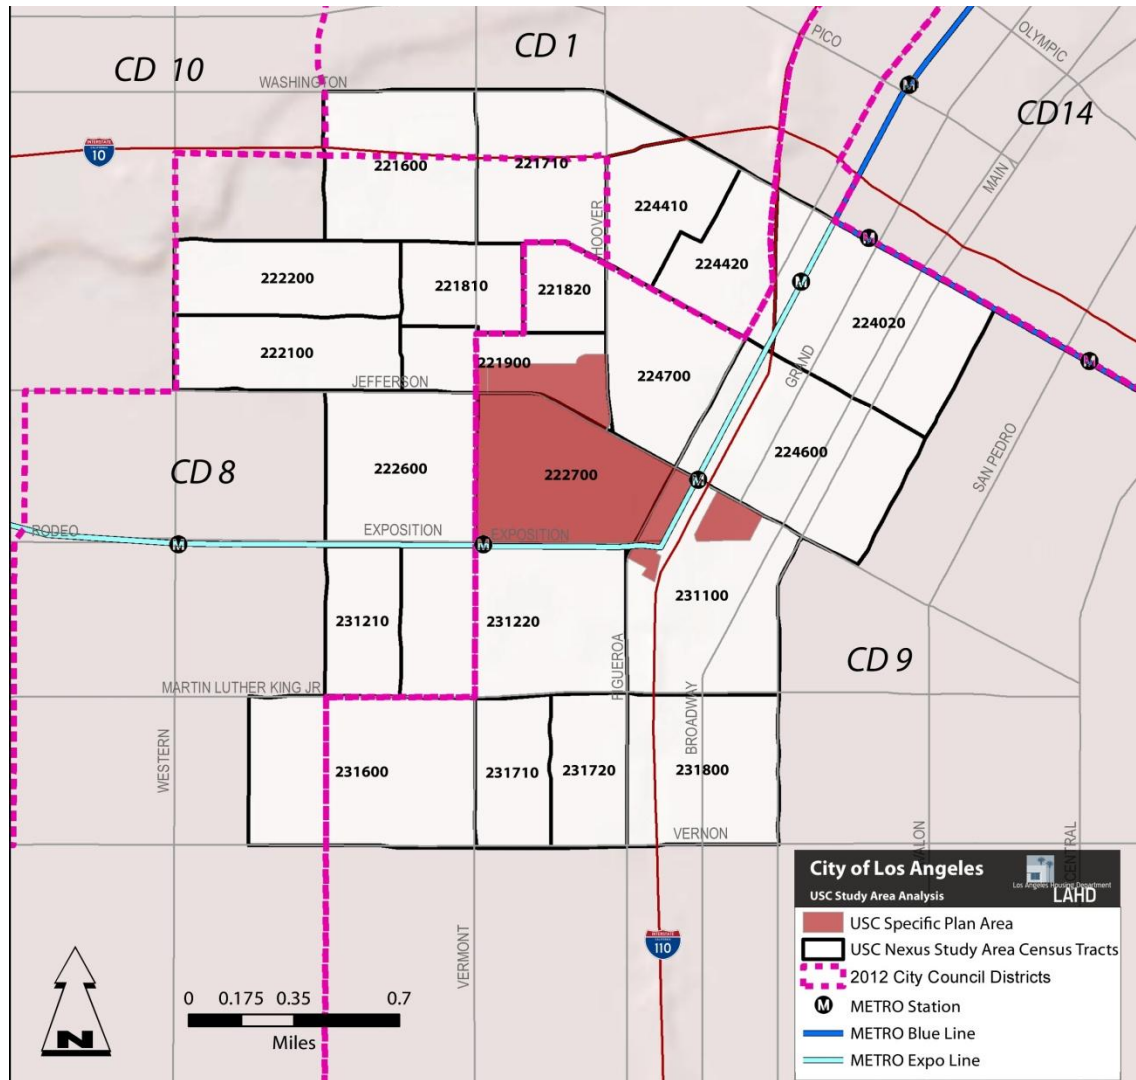 CD 10
CD 1
PICO
OLYMPIC
WASHINGTON
CD14
INTERSTATE
10
MAIN
221600
221710
HOOVER
224410
M
M
224420
222200
221810
221820
M
224020
222100
221900
GRAND
M
JEFFERSON
224700
CD 8
222600
222700
224600
SAN PEDRO
M
RODEO
EXPOSITION
EXPOSITION
M
M
231210
231220
231100
FIGUEROA
CD 9
MARTIN LUTHER KING JR
WESTERN
BROADWAY
231600
231710
231720
231800
VERNON
VERMONT
CENTRAL
INTERSTATE
110
City of Los Angeles
USC Study Area Analysis
Los Angeles Housing Department
LAHD
USC Specific Plan Area
USC Nexus Study Area Census Tracts
2012 City Council Districts
M METRO Station
METRO Blue Line
METRO Expo Line
N
0 0.175 0.35 0.7
Miles